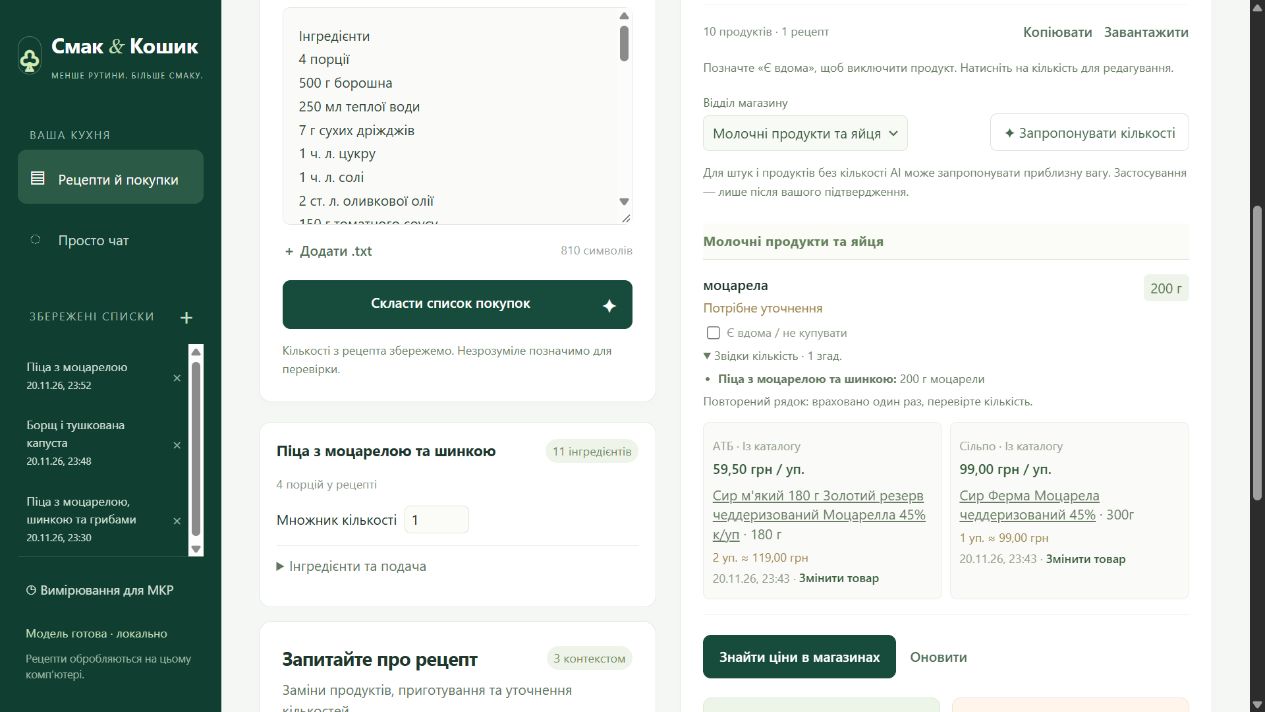 Смак & Кошик
МЕНШЕ РУТИНИ. БІЛЬШЕ СМАКУ.
ВАША КУХНЯ
Рецепти й покупки
Просто чат
ЗБЕРЕЖЕНІ СПИСКИ
+
Піца з моцарелою
20.11.26, 23:52
×
Борщ і тушкована
капуста
20.11.26, 23:48
×
Піца з моцарелою,
шинкою та грибами
20.11.26, 23:30
×
Вимірювання для МКР
Модель готова · локально
Рецепти обробляються на цьому
комп'ютері.
Інгредієнти
4 порції
500 г борошна
250 мл теплої води
7 г сухих дріжджів
1 ч. л. цукру
1 ч. л. солі
2 ст. л. оливкової олії
150 г томатного соусу
+ Додати .txt
810 символів
Скласти список покупок
Кількості з рецепта збережемо. Незрозуміле позначимо для
перевірки.
Піца з моцарелою та шинкою
11 інгредієнтів
4 порцій у рецепті
Множник кількості 1
Інгредієнти та подача
Запитайте про рецепт
З контекстом
Заміни продуктів, приготування та уточнення
кількостей
10 продуктів · 1 рецепт
Копіювати Завантажити
Позначте «Є вдома», щоб виключити продукт. Натисніть на кількість для редагування.
Відділ магазину
Молочні продукти та яйця
Запропонувати кількості
Для штук і продуктів без кількості AI може запропонувати приблизну вагу. Застосування
— лише після вашого підтвердження.
Молочні продукти та яйця
моцарела
200 г
Потрібне уточнення
Є вдома / не купувати
Звідки кількість · 1 згад.
• Піца з моцарелою та шинкою: 200 г моцарели
Повторений рядок: враховано один раз, перевірте кількість.
АТБ · Із каталогу
59,50 грн / уп.
Сир м'який 180 г Золотий резерв
чеддеризований Моцарелла 45%
к/уп · 180 г
2 уп. ≈ 119,00 грн
20.11.26, 23:43 · Змінити товар
Сільпо · Із каталогу
99,00 грн / уп.
Сир Ферма Моцарела
чеддеризований 45% · 300г
1 уп. ≈ 99,00 грн
20.11.26, 23:43 · Змінити товар
Знайти ціни в магазинах
Оновити